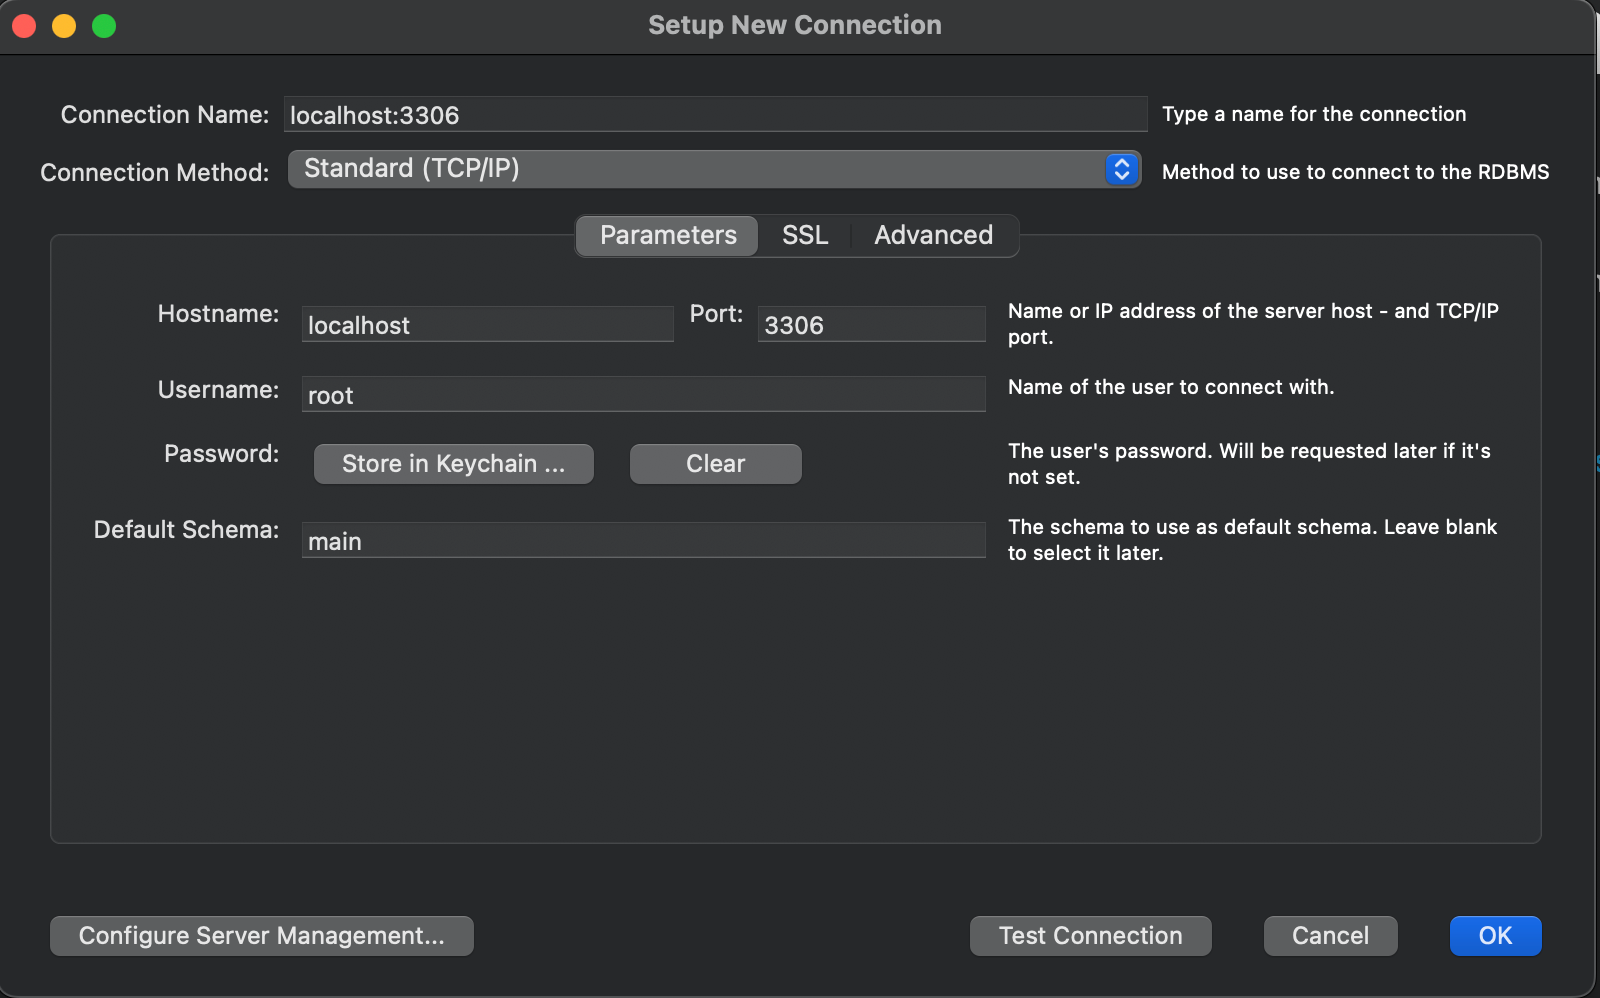 Setup New Connection
Connection Name: localhost:3306 Type a name for the connection
Connection Method: Standard (TCP/IP) Method to use to connect to the RDBMS
Parameters SSL Advanced
Hostname: localhost Port: 3306 Name or IP address of the server host - and TCP/IP
port.
Username: root Name of the user to connect with.
Password: Store in Keychain ... Clear The user's password. Will be requested later if it's
not set.
Default Schema: main The schema to use as default schema. Leave blank
to select it later.
Configure Server Management... Test Connection Cancel OK